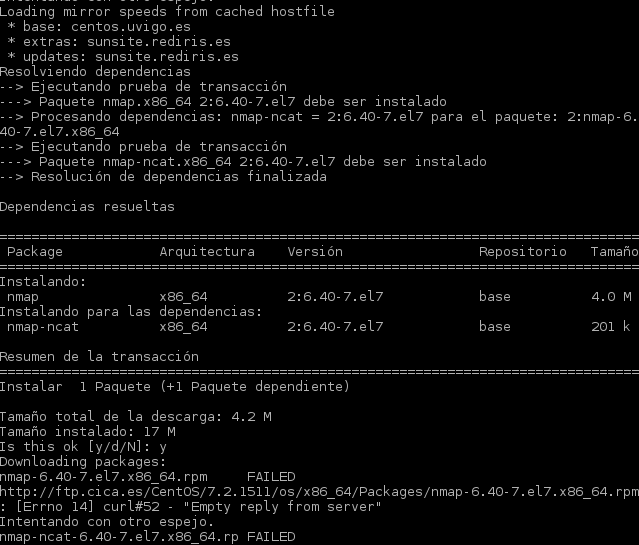 Intentando con otro espejo.
Loading mirror speeds from cached hostfile
 * base: centos.uvigo.es
 * extras: sunsite.rediris.es
 * updates: sunsite.rediris.es
Resolviendo dependencias
--> Ejecutando prueba de transacción
---> Paquete nmap.x86_64 2:6.40-7.el7 debe ser instalado
--> Procesando dependencias: nmap-ncat = 2:6.40-7.el7 para el paquete: 2:nmap-6.
40-7.el7.x86_64
--> Ejecutando prueba de transacción
---> Paquete nmap-ncat.x86_64 2:6.40-7.el7 debe ser instalado
--> Resolución de dependencias finalizada
Dependencias resueltas
================================================================================
 Package            Arquitectura    Versión                 Repositorio   Tamaño
================================================================================
Instalando:
 nmap               x86_64          2:6.40-7.el7            base          4.0 M
Instalando para las dependencias:
 nmap-ncat          x86_64          2:6.40-7.el7            base          201 k
Resumen de la transacción
================================================================================
Instalar  1 Paquete (+1 Paquete dependiente)
Tamaño total de la descarga: 4.2 M
Tamaño instalado: 17 M
Is this ok [y/d/N]: y
Downloading packages:
nmap-6.40-7.el7.x86_64.rpm     FAILED
http://ftp.cica.es/CentOS/7.2.1511/os/x86_64/Packages/nmap-6.40-7.el7.x86_64.rpm
: [Errno 14] curl#52 - "Empty reply from server"
Intentando con otro espejo.
nmap-ncat-6.40-7.el7.x86_64.rp FAILED